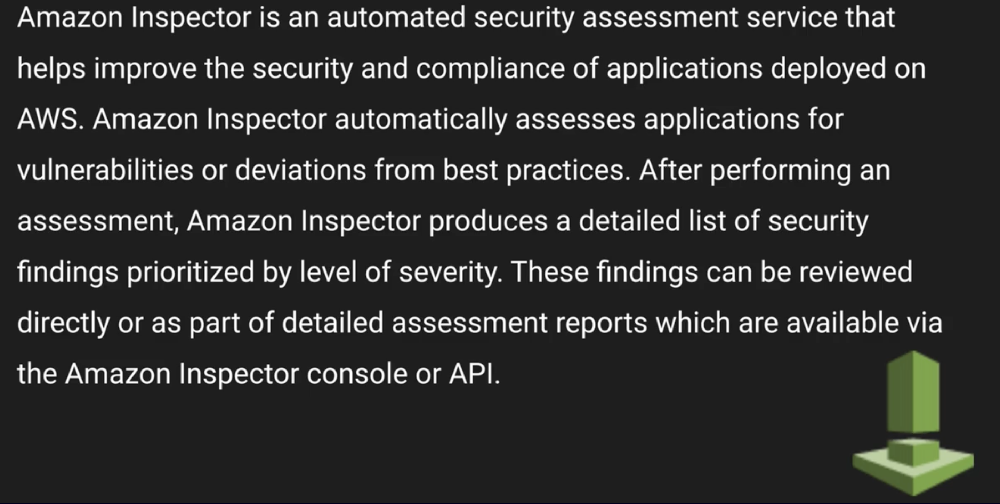 Amazon Inspector is an automated security assessment service that
helps improve the security and compliance of applications deployed on
AWS. Amazon Inspector automatically assesses applications for
vulnerabilities or deviations from best practices. After performing an
assessment, Amazon Inspector produces a detailed list of security
findings prioritized by level of severity. These findings can be reviewed
directly or as part of detailed assessment reports which are available via
the Amazon Inspector console or API.